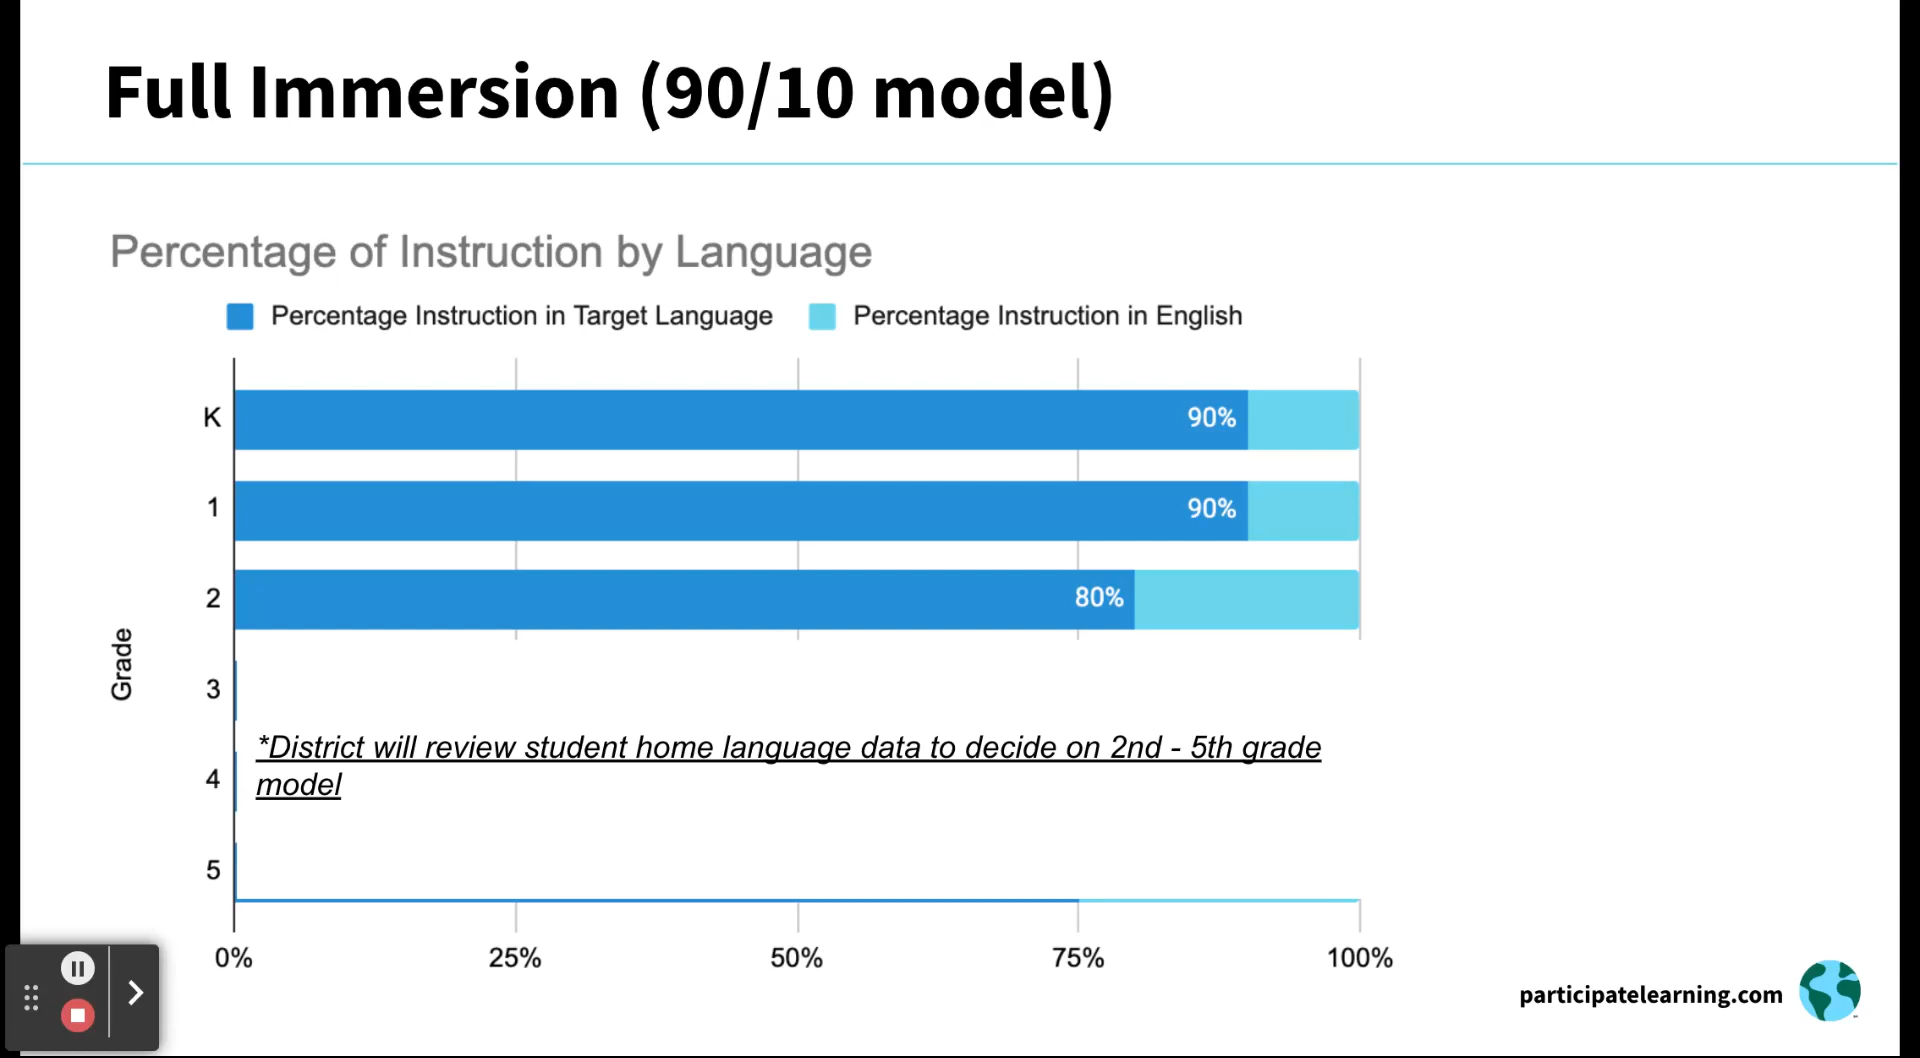 Full Immersion (90/10 model)
Percentage of Instruction by Language
Percentage Instruction in Target Language
Percentage Instruction in English
Grade
K
90%
1
90%
2
80%
3
*District will review student home language data to decide on 2nd - 5th grade
model
4
5
0%
25%
50%
75%
100%
participatelearning.com